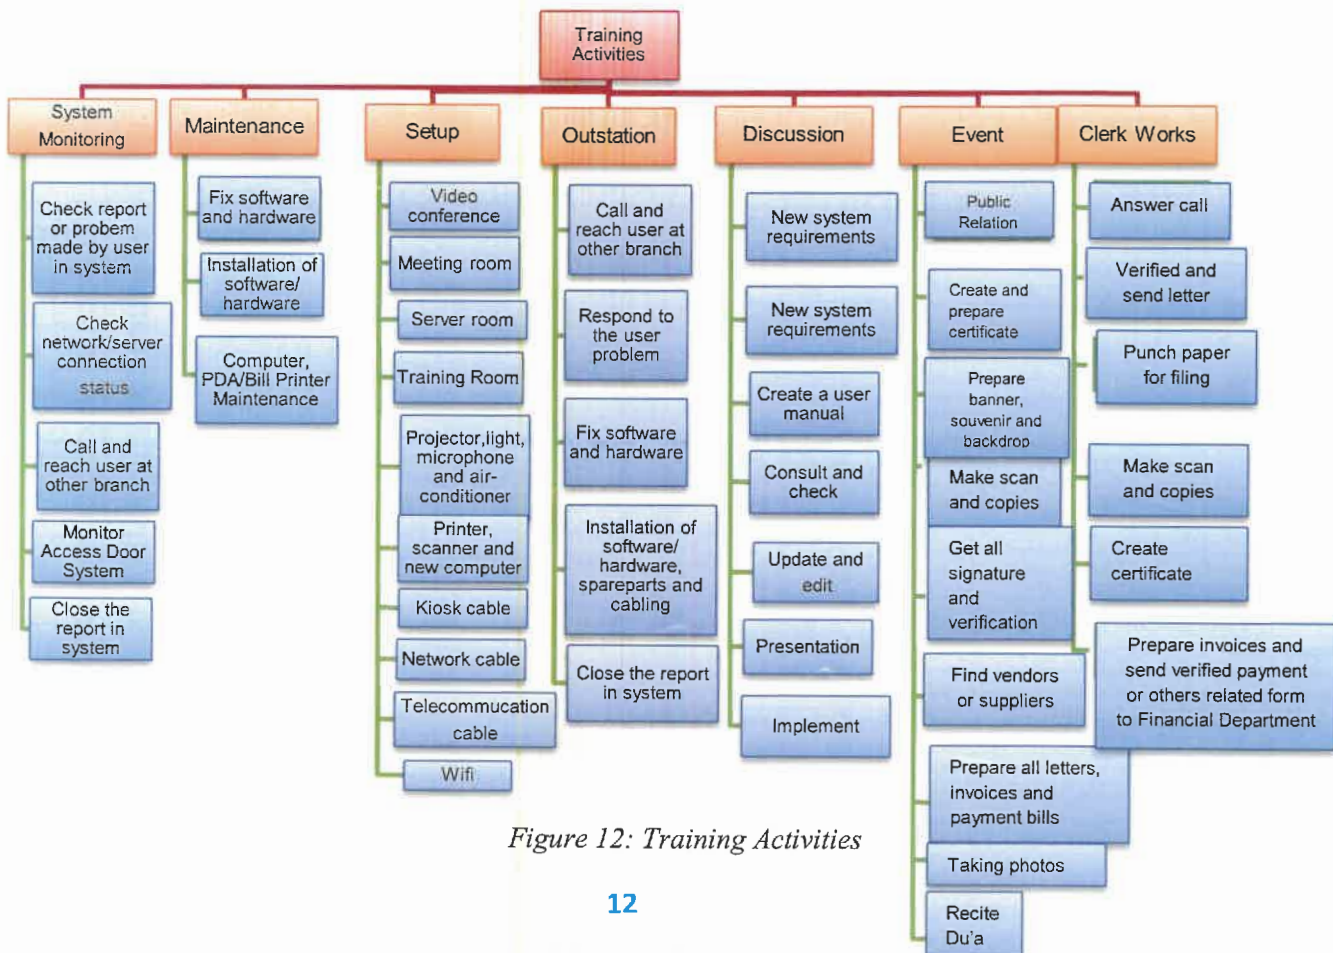 Training
Activities
System
Monitoring
Check report
or probem
made by user
in system
Check
network/server
connection
status
Call and
reach user at
other branch
Monitor
Access Door
System
Close the
report in
system
Maintenance
Fix software
and hardware
Installation of
software/
hardware
Computer,
PDA/Bill Printer
Maintenance
Setup
Video
conference
Meeting room
Server room
Training Room
Projector,light,
microphone
and air-
conditioner
Printer,
scanner and
new computer
Kiosk cable
Network cable
Telecommucation
cable
Wifi
Outstation
Call and
reach user at
other branch
Respond to
the user
problem
Fix software
and hardware
Installation of
software/
hardware,
spareparts and
cabling
Close the report
in system
Discussion
New system
requirements
New system
requirements
Create a user
manual
Consult and
check
Update and
edit
Presentation
Implement
Event
Public
Relation
Create and
prepare
certificate
Prepare
banner,
souvenir and
backdrop
Make scan
and copies
Get all
signature
and
verification
Find vendors
or suppliers
Prepare all letters,
invoices and
payment bills
Taking photos
Recite
Du'a
Clerk Works
Answer call
Verified and
send letter
Punch paper
for filing
Make scan
and copies
Create
certificate
Prepare invoices and
send verified payment
or others related form
to Financial Department
Figure 12: Training Activities
12